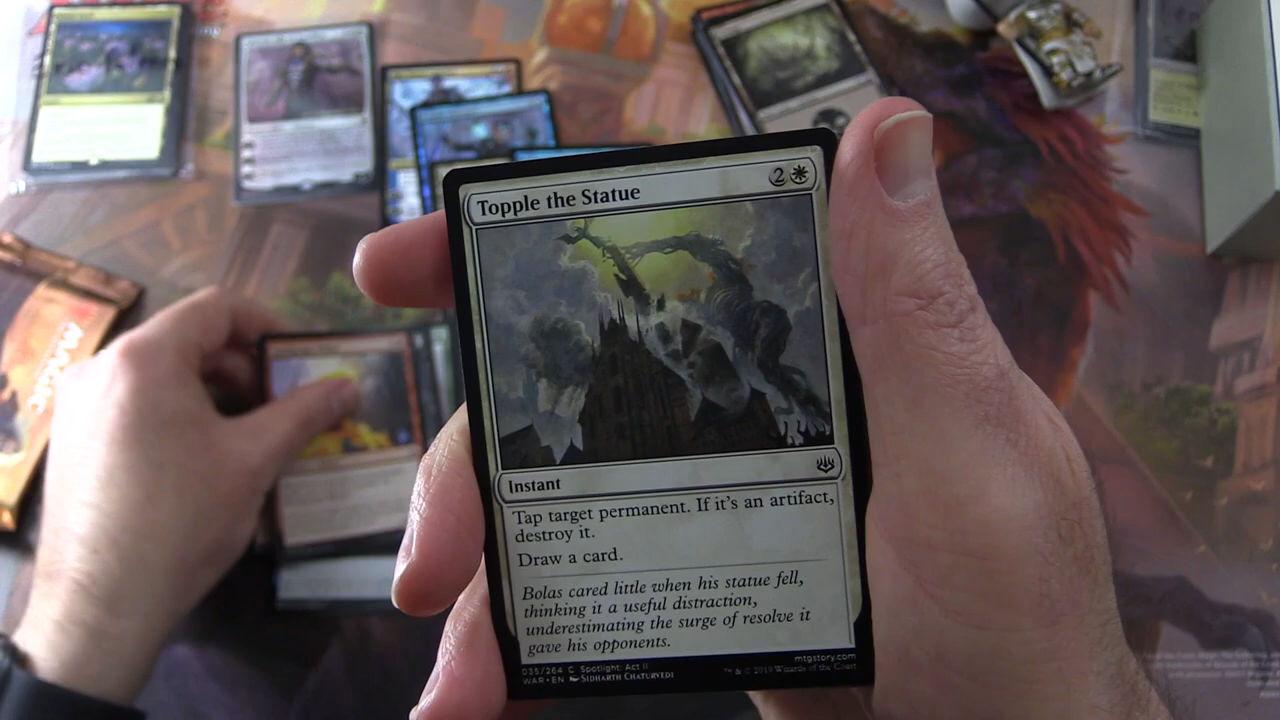 Topple the Statue 2
Instant
Tap target permanent. If it's an artifact,
destroy it.
Draw a card.
Bolas cared little when his statue fell,
thinking it a useful distraction,
underestimating the surge of resolve it
gave his opponents.
035/264 C Spotlight: Act II
WAR • EN Sidharth Chaturvedi
mtgstory.com
™ & © 2019 Wizards of the Coast
MAGIC